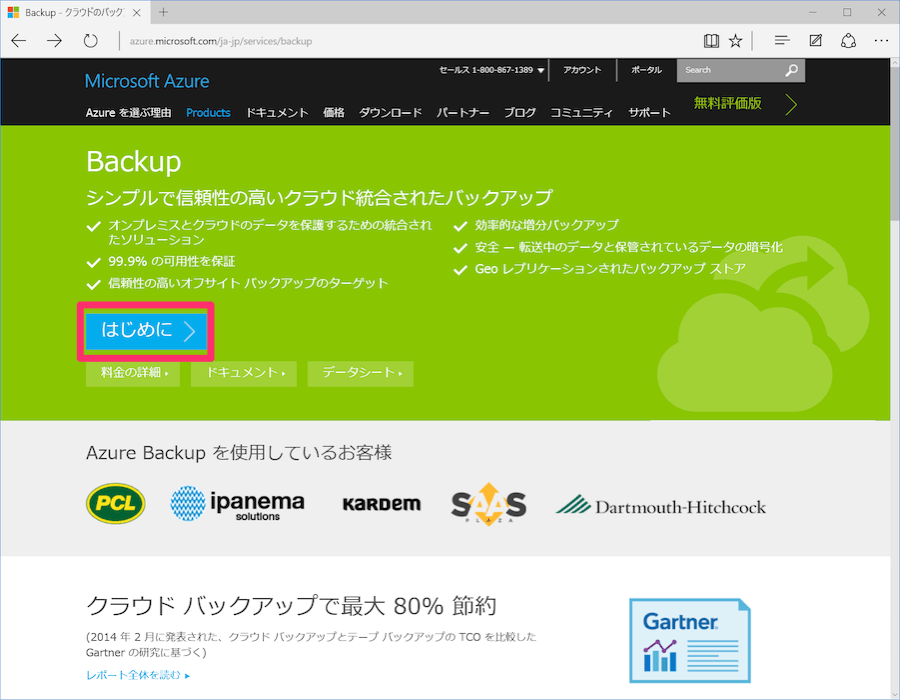 Backup - クラウドのバック
azure.microsoft.com/ja-jp/services/backup
セールス 1-800-867-1389
アカウント
ポータル
Search
Microsoft Azure
Azure を選ぶ理由
Products
ドキュメント
価格
ダウンロード
パートナー
ブログ
コミュニティ
サポート
無料評価版
Backup
シンプルで信頼性の高いクラウド統合されたバックアップ
オンプレミスとクラウドのデータを保護するための統合され
たソリューション
99.9% の可用性を保証
信頼性の高いオフサイト バックアップのターゲット
効率的な増分バックアップ
安全 — 転送中のデータと保管されているデータの暗号化
Geo レプリケーションされたバックアップ ストア
はじめに
料金の詳細
ドキュメント
データシート
Azure Backup を使用しているお客様
PCL
ipanema
solutions
KARDEM
SAAS
PLAZA
Dartmouth-Hitchcock
クラウド バックアップで最大 80% 節約
(2014 年 2 月に発表された、クラウド バックアップとテープ バックアップの TCO を比較した
Gartner の研究に基づく)
レポート全体を読む
Gartner